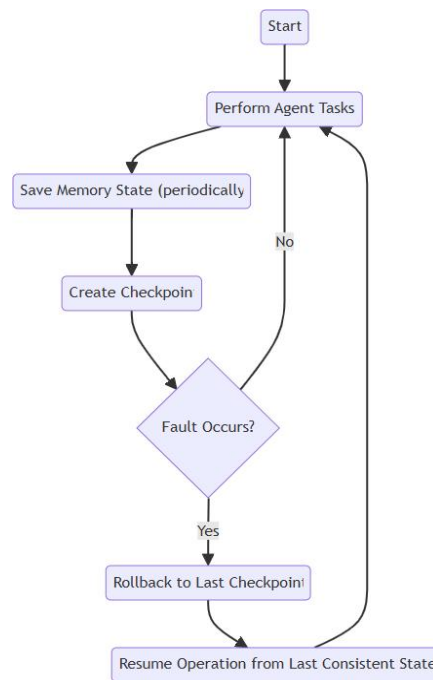 Start
Perform Agent Tasks
Save Memory State (periodically
No
Create Checkpoin
Fault Occurs?
Yes
Rollback to Last Checkpoint
Resume Operation from Last Consistent State